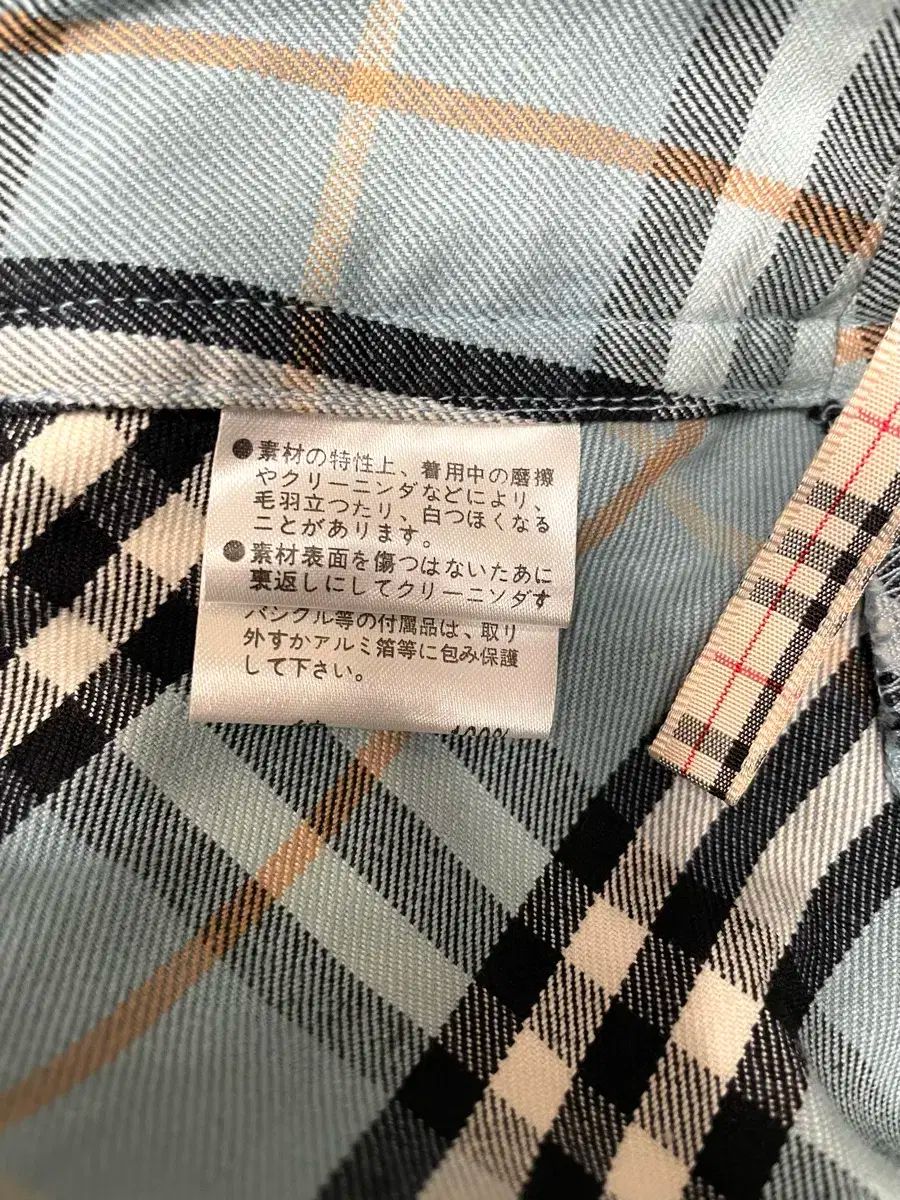 ●素材の特性上、着用中の磨擦
やクリーニンダなどにより、
毛羽立つたり、白つほくなる
ことがあります。
●素材表面を傷つはないたあに
裏返しにしてクリーニソダす
バックル等の付属品は、取り
外すかアルミ箔等に包み保護
して下さい。
100%